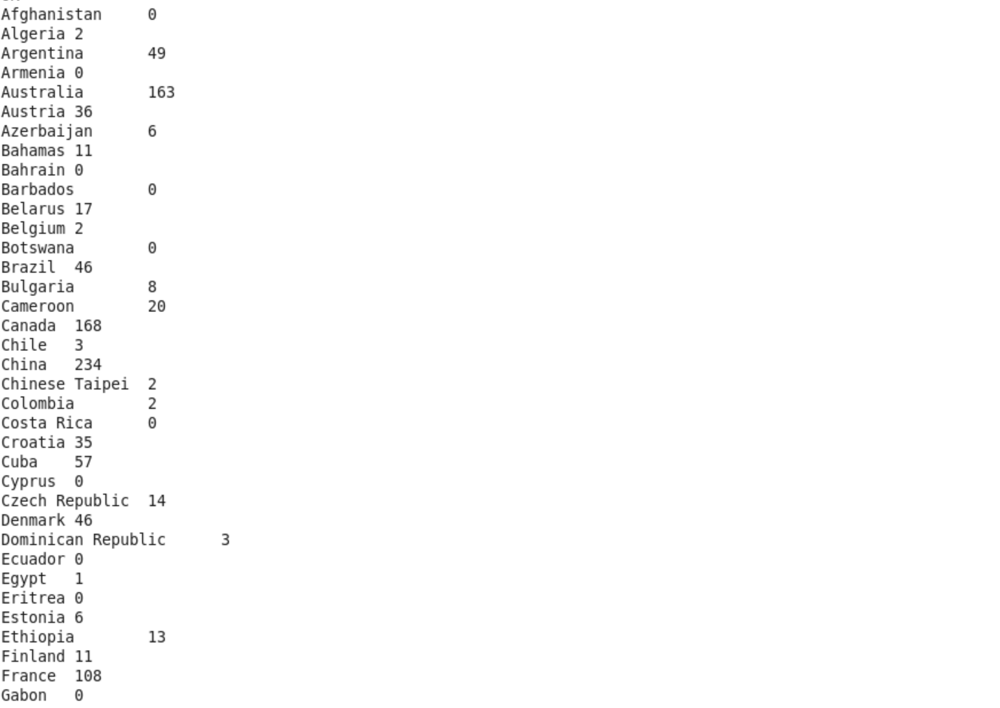 Afghanistan	0
Algeria	2
Argentina	49
Armenia	0
Australia	163
Austria	36
Azerbaijan	6
Bahamas	11
Bahrain	0
Barbados	0
Belarus	17
Belgium	2
Botswana	0
Brazil	46
Bulgaria	8
Cameroon	20
Canada	168
Chile	3
China	234
Chinese Taipei	2
Colombia	2
Costa Rica	0
Croatia	35
Cuba	57
Cyprus	0
Czech Republic	14
Denmark	46
Dominican Republic	3
Ecuador	0
Egypt	1
Eritrea	0
Estonia	6
Ethiopia	13
Finland	11
France	108
Gabon	0